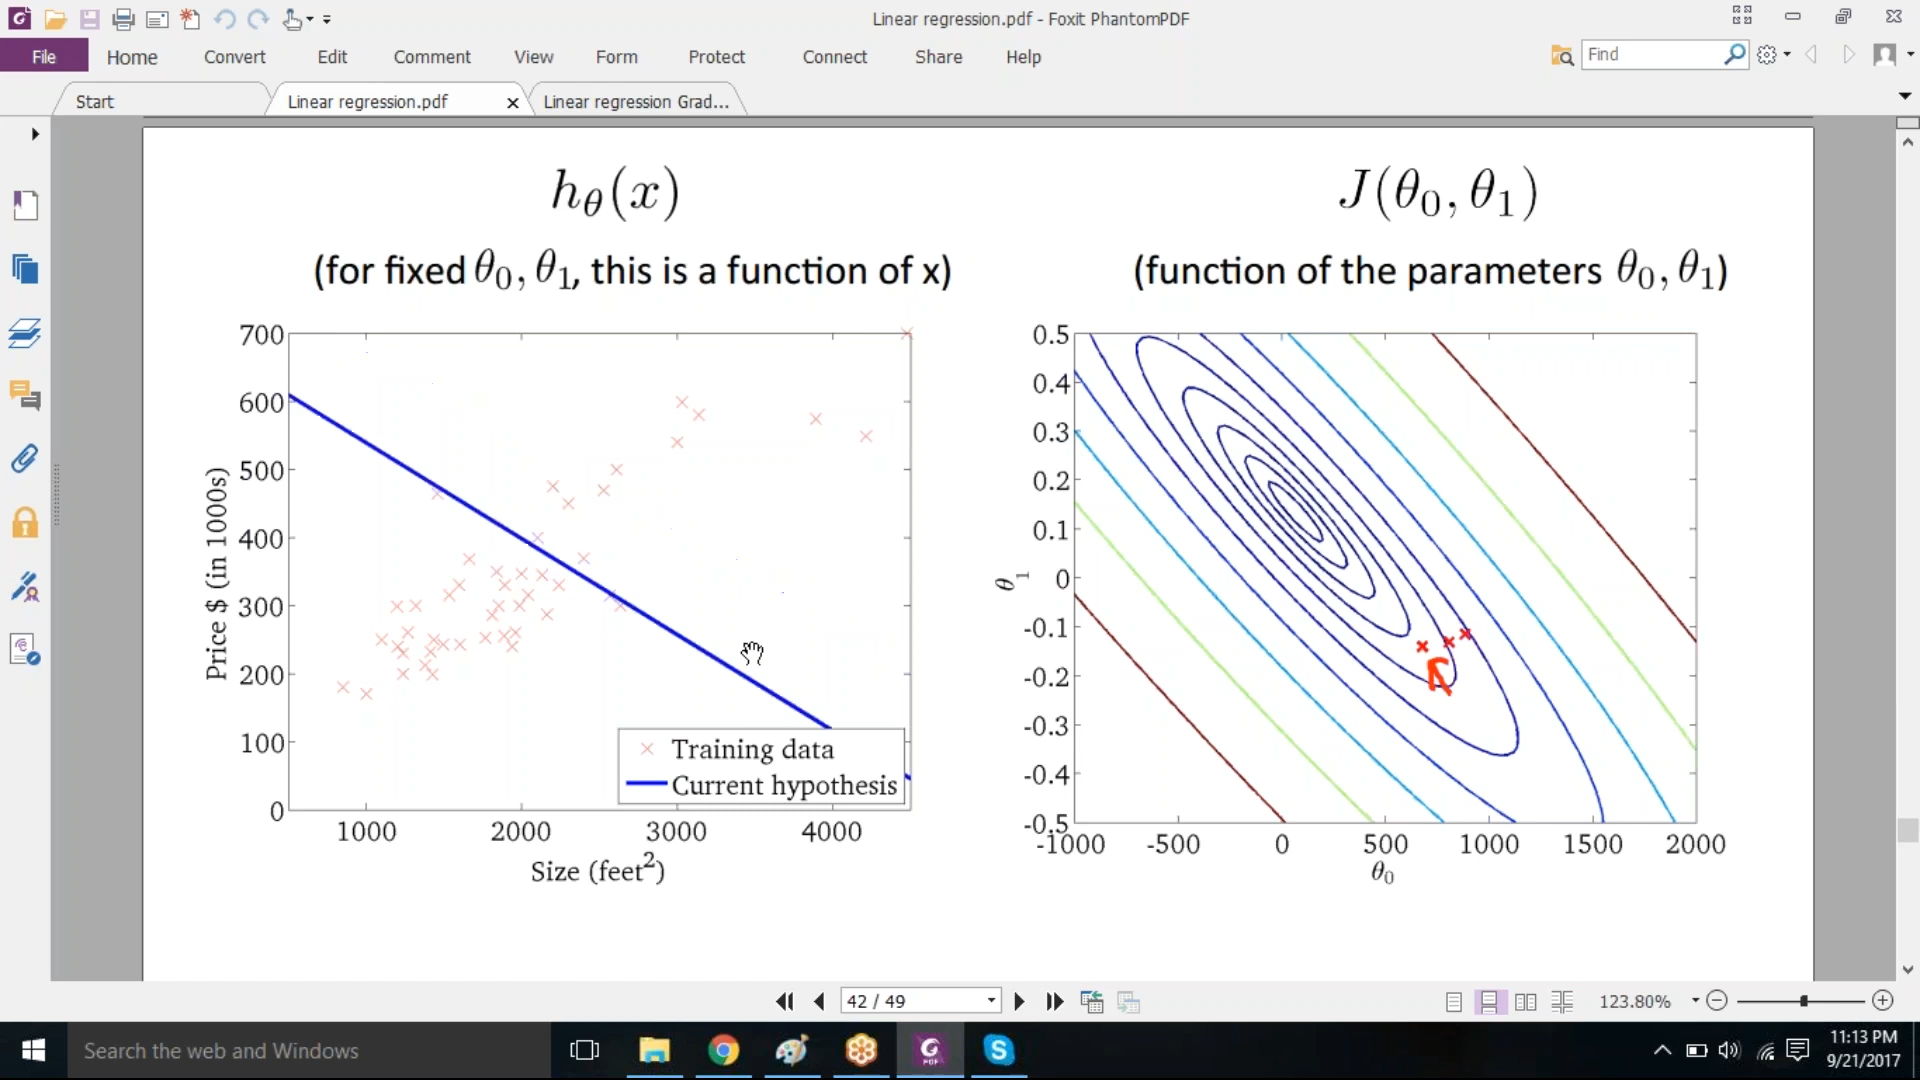 Linear regression.pdf - Foxit PhantomPDF
File Home Convert Edit Comment View Form Protect Connect Share Help Find
Start Linear regression.pdf Linear regression Grad...
hθ(x)
(for fixed θ0, θ1, this is a function of x)
J(θ0, θ1)
(function of the parameters θ0, θ1)
700
600
500
400
300
200
100
0
Price $ (in 1000s)
1000 2000 3000 4000
Size (feet²)
Training data
Current hypothesis
0.5
0.4
0.3
0.2
0.1
0
-0.1
-0.2
-0.3
-0.4
-0.5
θ1
-1000 -500 0 500 1000 1500 2000
θ0
42 / 49
123.80%
Search the web and Windows
11:13 PM
9/21/2017